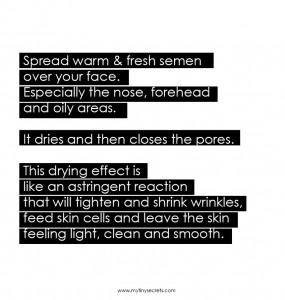 Spread warm & fresh semen
over your face.
Especially the nose, forehead
and oily areas.
It dries and then closes the pores.
This drying effect is
like an astringent reaction
that will tighten and shrink wrinkles,
feed skin cells and leave the skin
feeling light, clean and smooth.
www.mytinysecrets.com